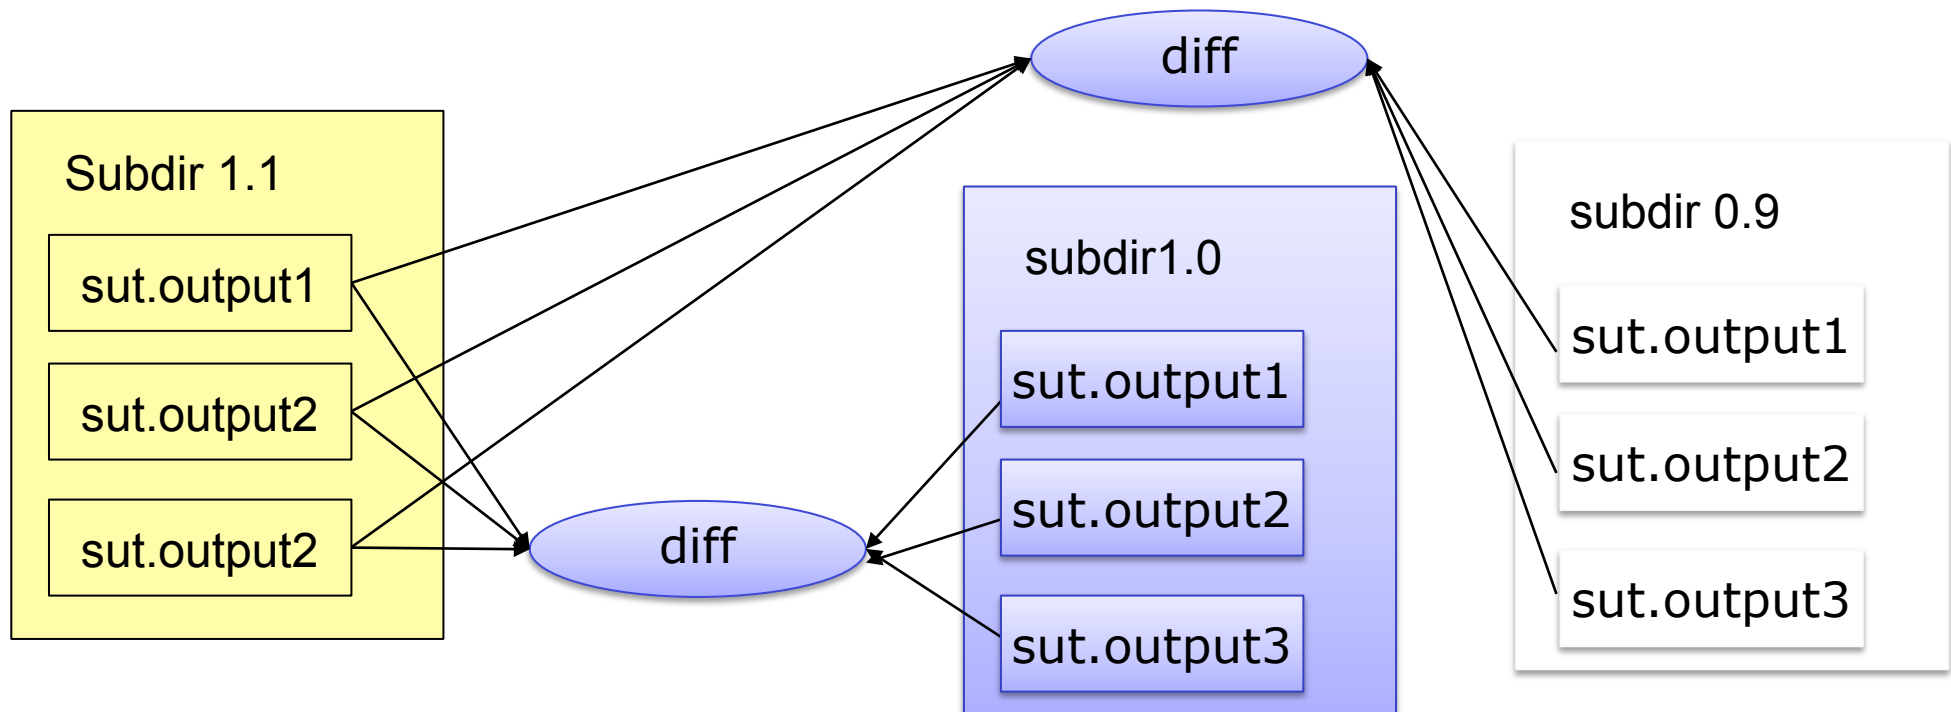 diff
Subdir 1.1
sut.output1
sut.output2
sut.output2
diff
subdir1.0
sut.output1
sut.output2
sut.output3
subdir 0.9
sut.output1
sut.output2
sut.output3